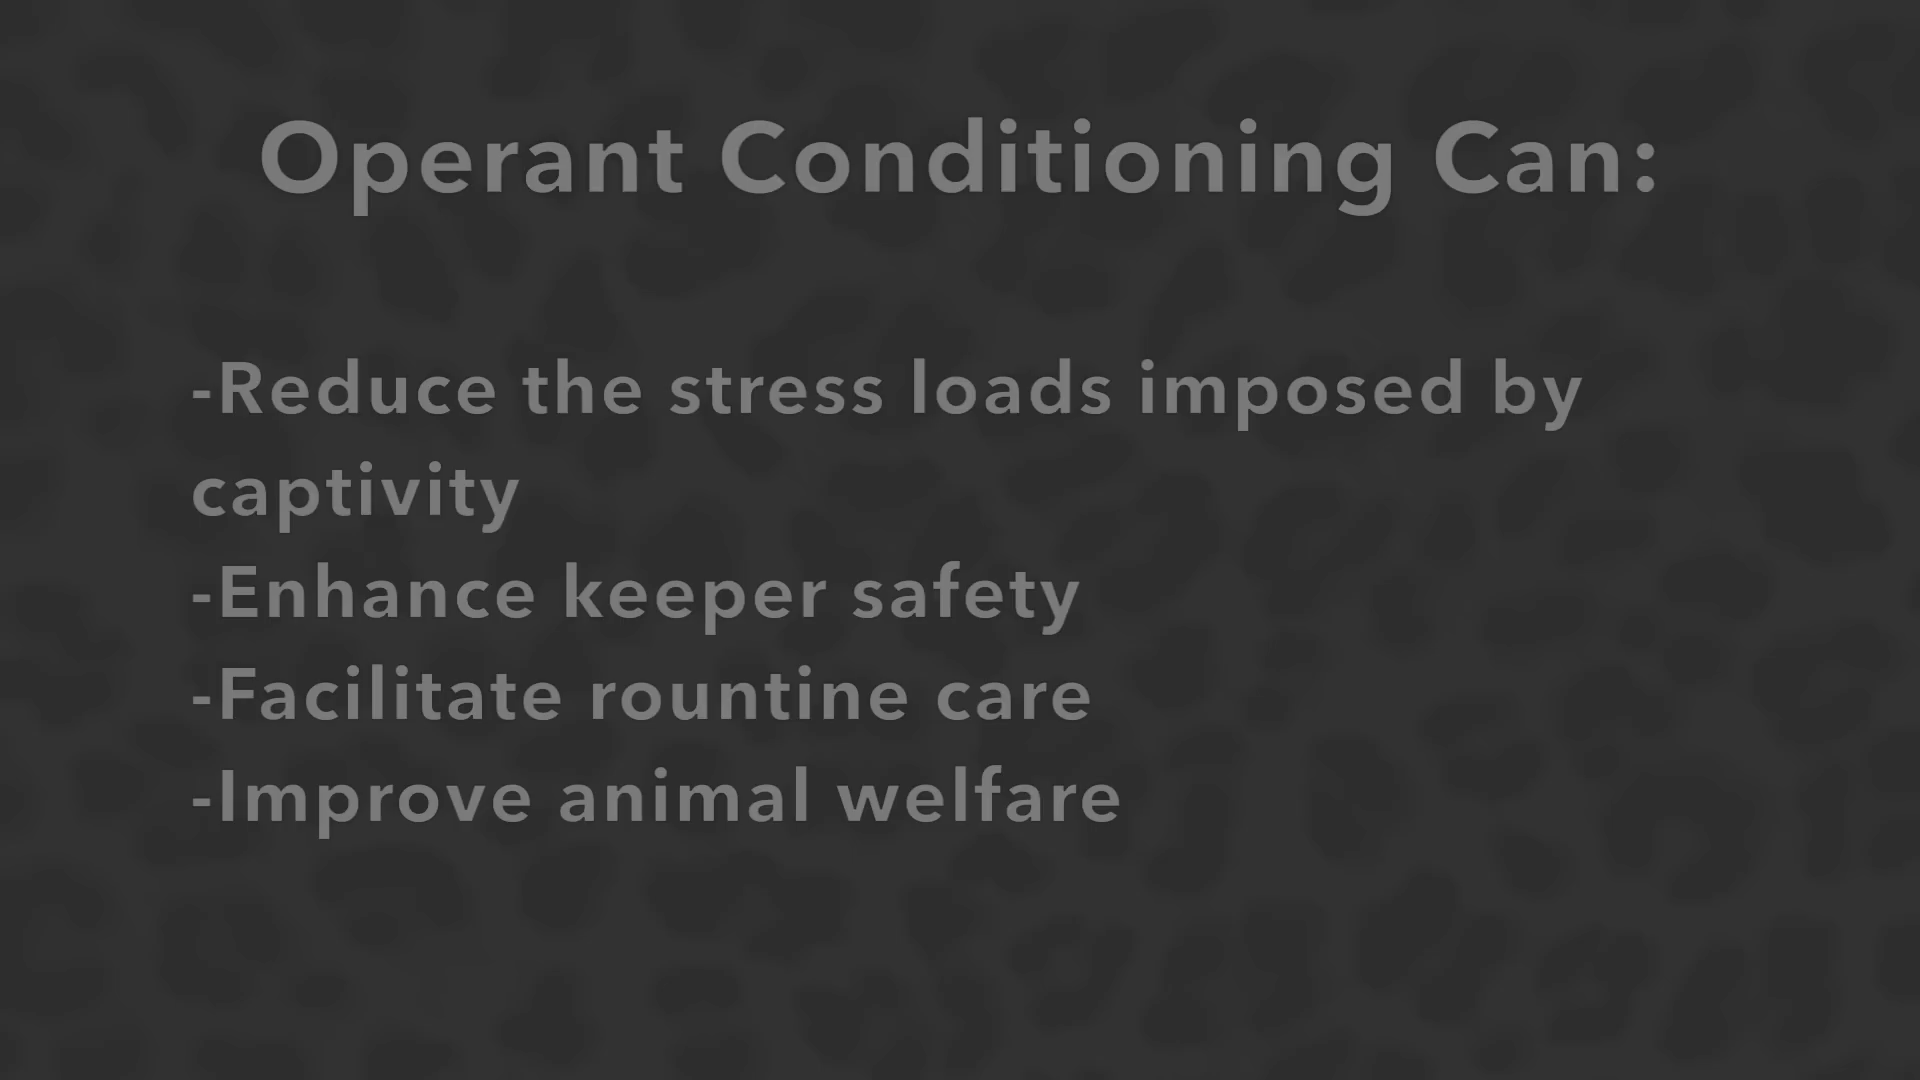 Operant Conditioning Can:
-Reduce the stress loads imposed by
captivity
-Enhance keeper safety
-Facilitate rountine care
-Improve animal welfare